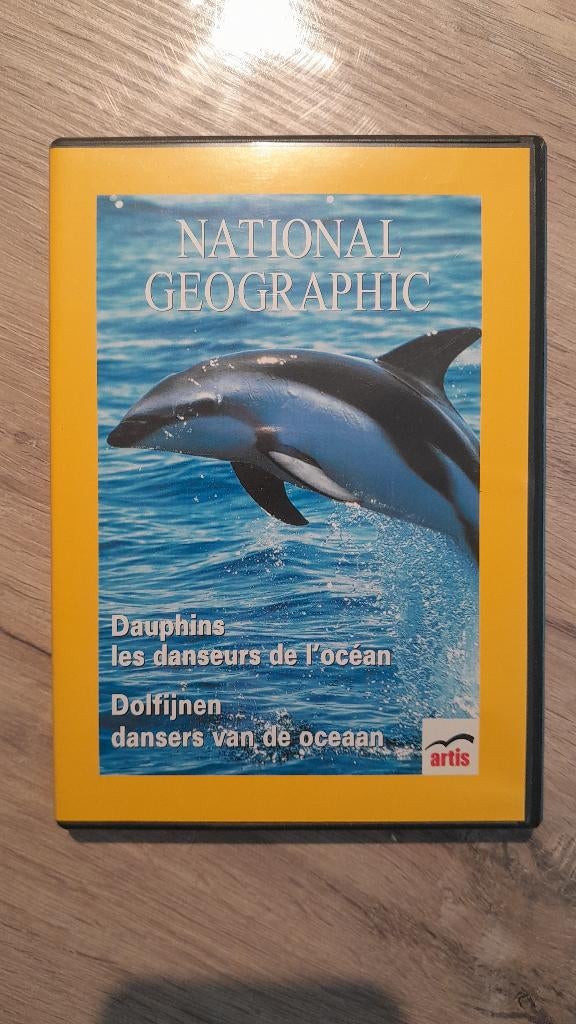 NATIONAL
GEOGRAPHIC
Dauphins
les danseurs de l'océan
Dolfijnen
dansers van de oceaan
artis